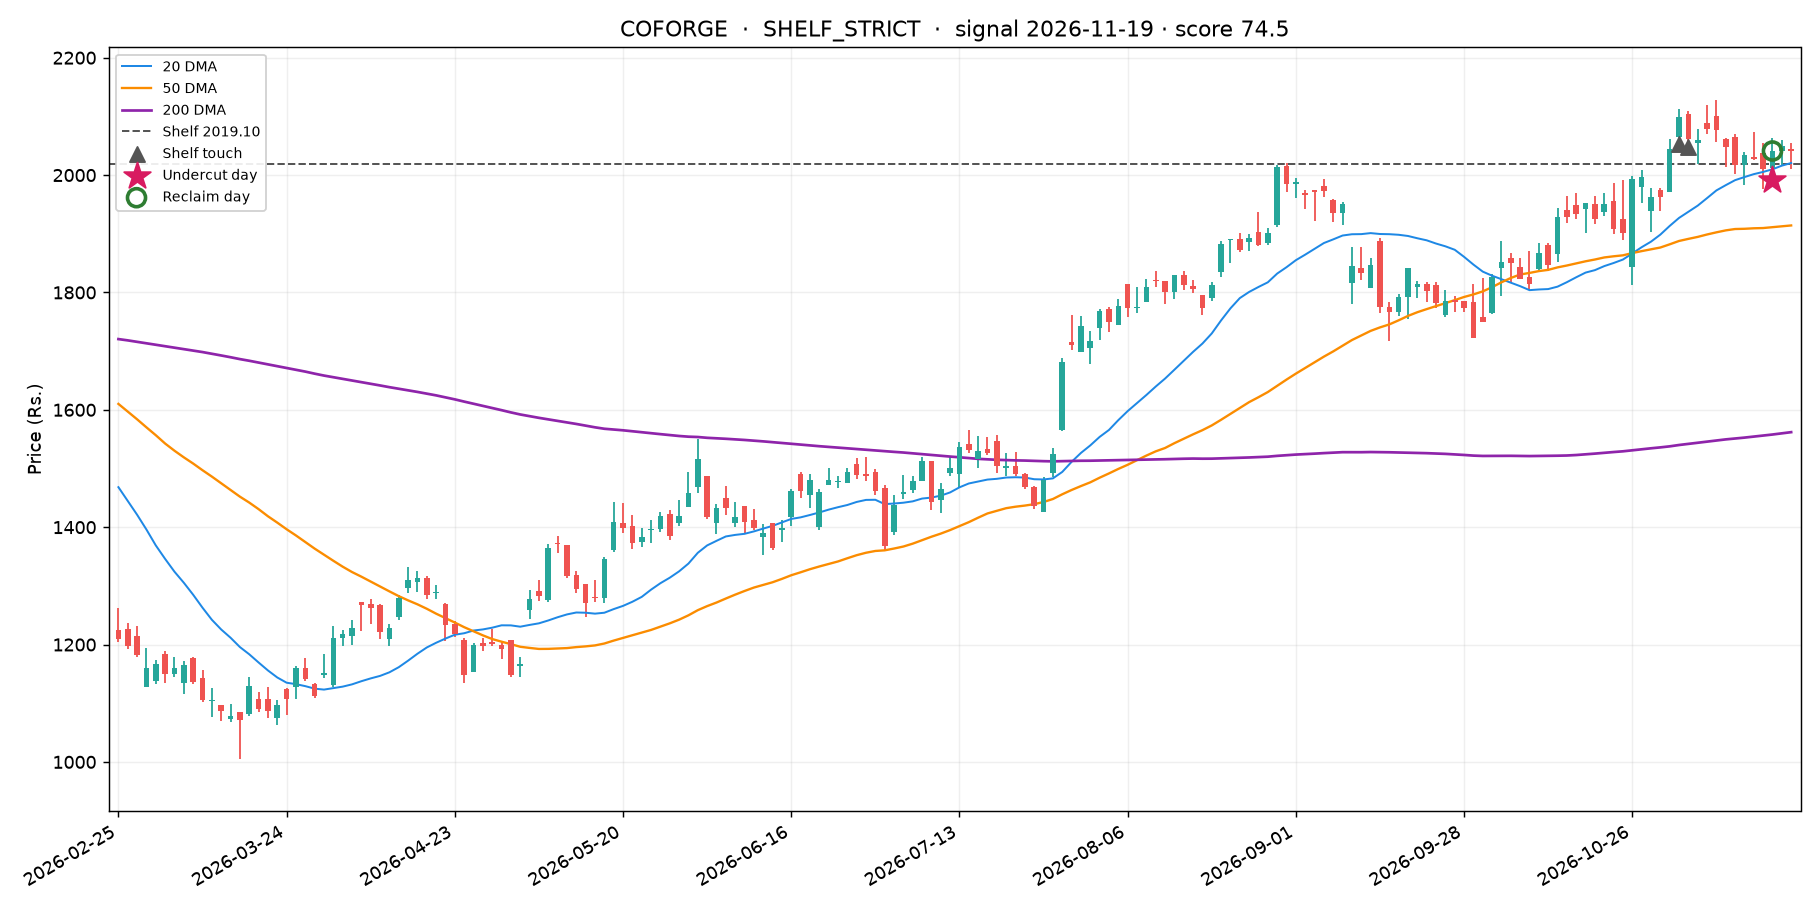 COFORGE · SHELF_STRICT · signal 2026-11-19 · score 74.5
20 DMA
50 DMA
200 DMA
Shelf 2019.10
Shelf touch
Undercut day
Reclaim day
Price (Rs.)
2200
2000
1800
1600
1400
1200
1000
2026-02-25
2026-03-24
2026-04-23
2026-05-20
2026-06-16
2026-07-13
2026-08-06
2026-09-01
2026-09-28
2026-10-26